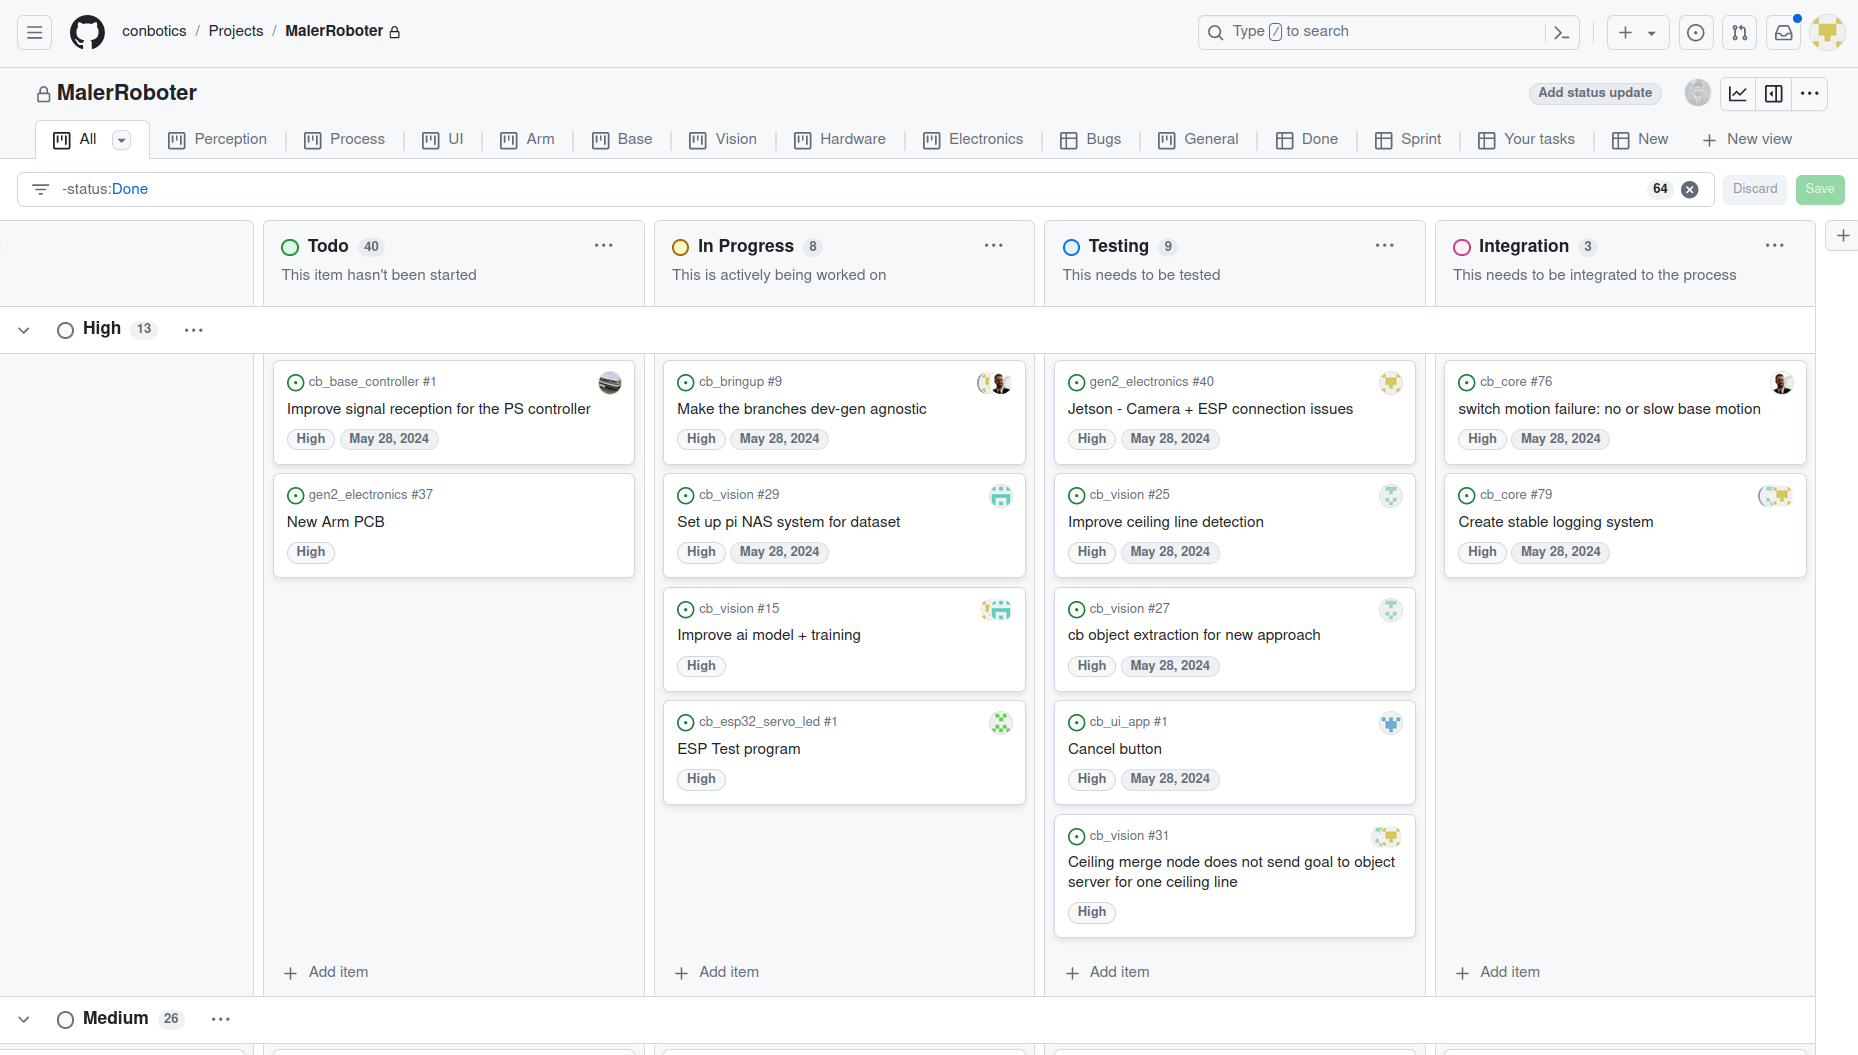 conbotics / Projects / MalerRoboter
Type / to search
MalerRoboter
Add status update
All
Perception
Process
UI
Arm
Base
Vision
Hardware
Electronics
Bugs
General
Done
Sprint
Your tasks
New
New view
-status:Done
64
Discard
Save
Todo 40
This item hasn't been started
In Progress 8
This is actively being worked on
Testing 9
This needs to be tested
Integration 3
This needs to be integrated to the process
High 13
cb_base_controller #1
Improve signal reception for the PS controller
High May 28, 2024
gen2_electronics #37
New Arm PCB
High
Add item
cb_bringup #9
Make the branches dev-gen agnostic
High May 28, 2024
cb_vision #29
Set up pi NAS system for dataset
High May 28, 2024
cb_vision #15
Improve ai model + training
High
cb_esp32_servo_led #1
ESP Test program
High
Add item
gen2_electronics #40
Jetson - Camera + ESP connection issues
High May 28, 2024
cb_vision #25
Improve ceiling line detection
High May 28, 2024
cb_vision #27
cb object extraction for new approach
High May 28, 2024
cb_ui_app #1
Cancel button
High May 28, 2024
cb_vision #31
Ceiling merge node does not send goal to object
server for one ceiling line
High
Add item
cb_core #76
switch motion failure: no or slow base motion
High May 28, 2024
cb_core #79
Create stable logging system
High May 28, 2024
Add item
Medium 26